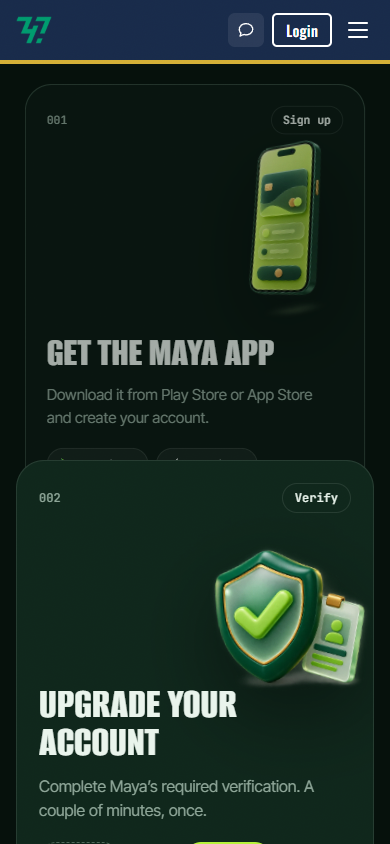 Login
001
Sign up
GET THE MAYA APP
Download it from Play Store or App Store
and create your account.
002
Verify
UPGRADE YOUR
ACCOUNT
Complete Maya’s required verification. A
couple of minutes, once.